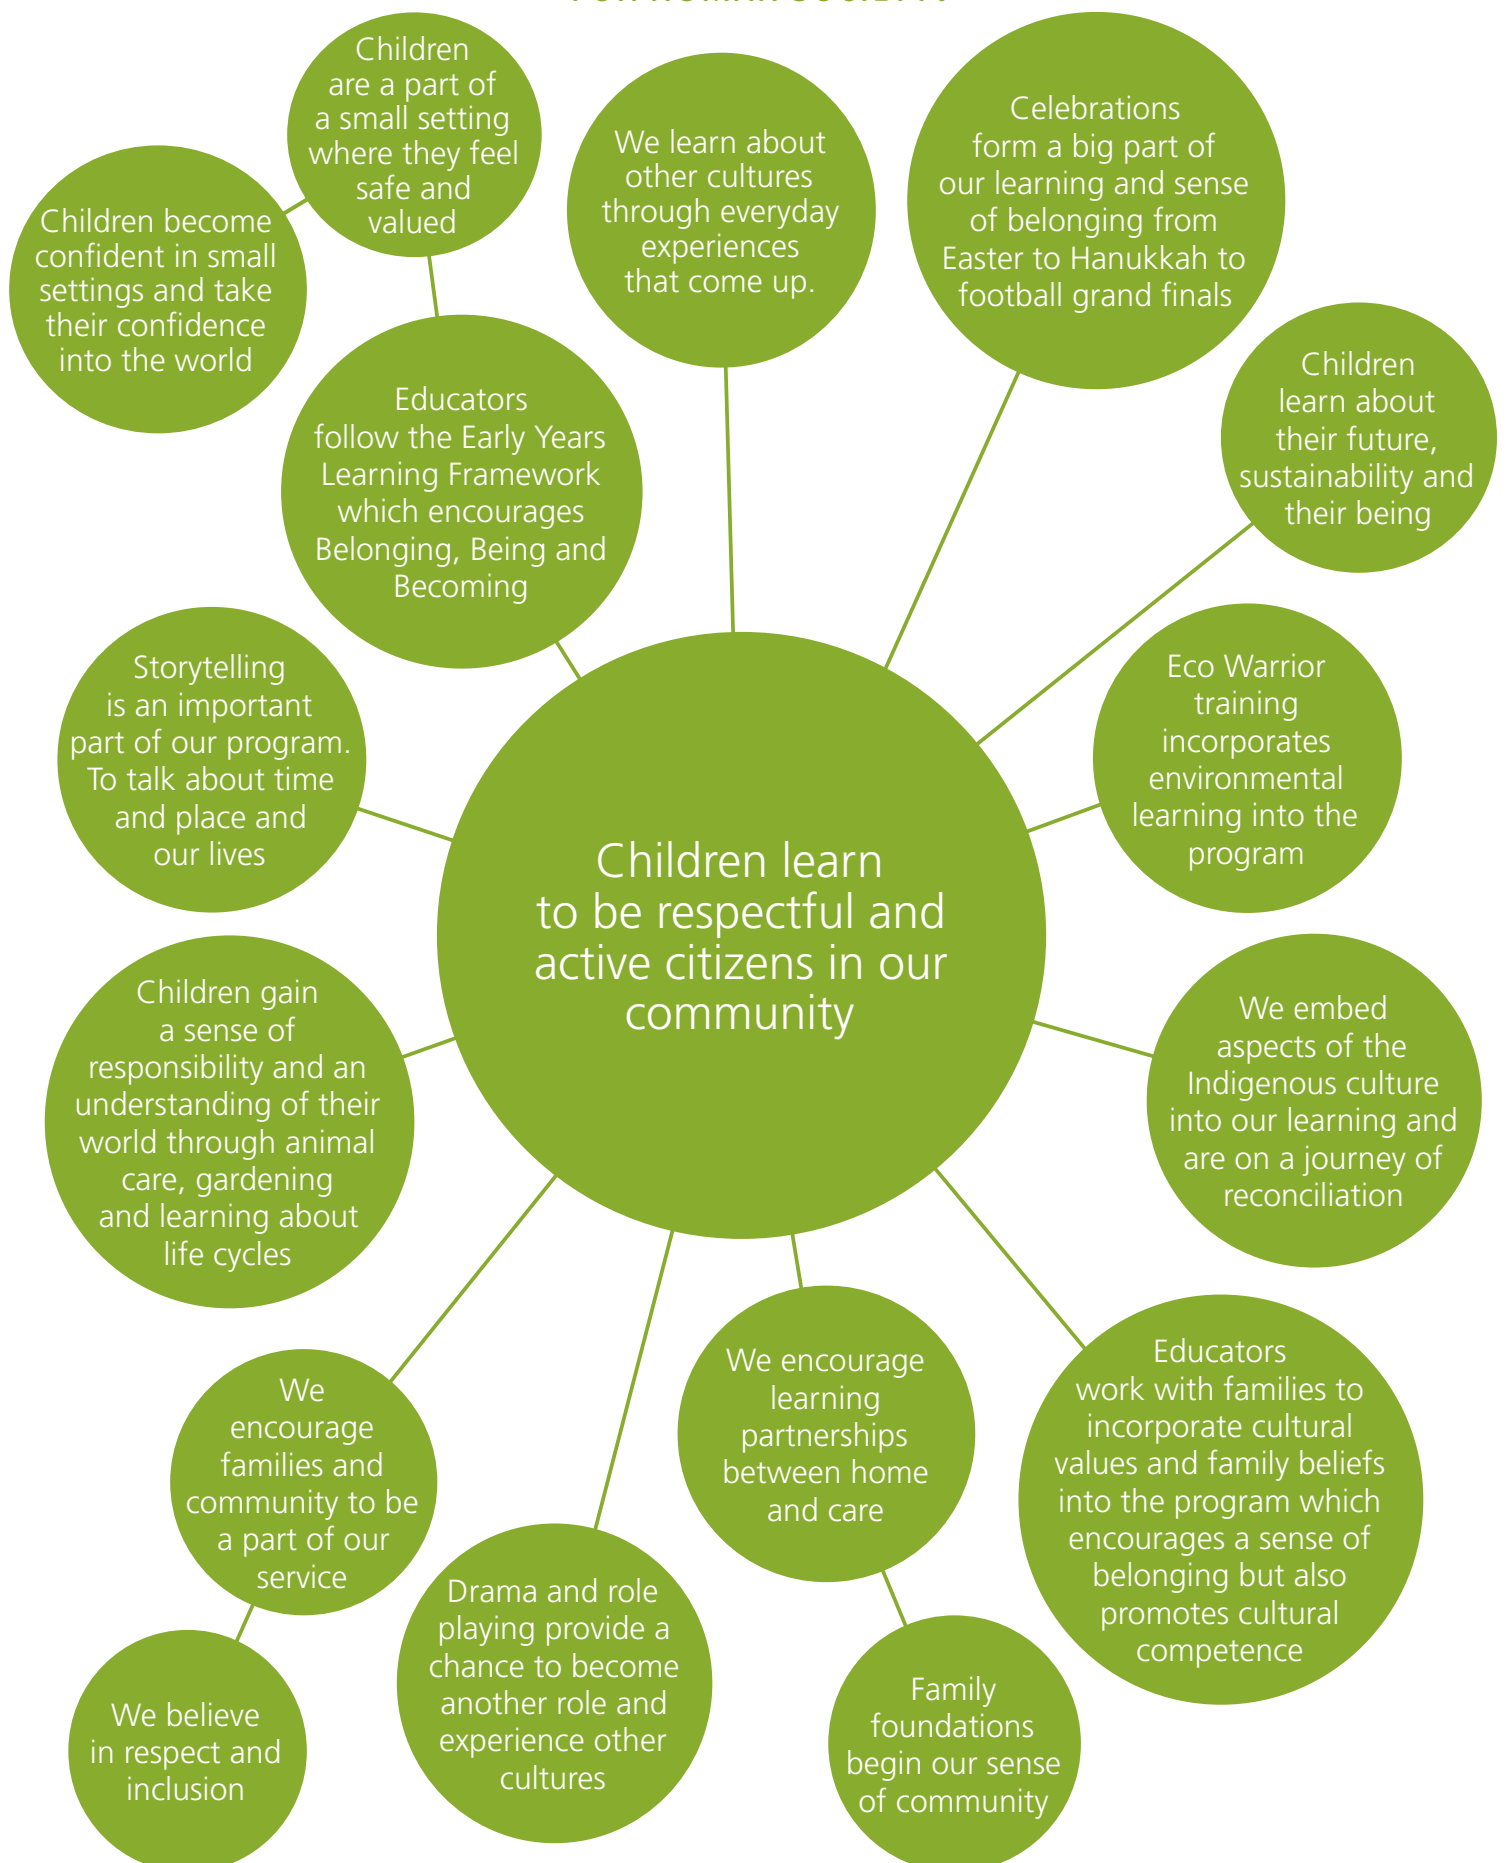 FOR HUMAN SOCIETY?
Children
are a part of
a small setting
where they feel
safe and
valued
Children become
confident in small
settings and take
their confidence
into the world
We learn about
other cultures
through everyday
experiences
that come up.
Celebrations
form a big part of
our learning and sense
of belonging from
Easter to Hanukkah to
football grand finals
Children
learn about
their future,
sustainability and
their being
Educators
follow the Early Years
Learning Framework
which encourages
Belonging, Being and
Becoming
Storytelling
is an important
part of our program.
To talk about time
and place and
our lives
Eco Warrior
training
incorporates
environmental
learning into the
program
Children learn
to be respectful and
active citizens in our
community
Children gain
a sense of
responsibility and an
understanding of their
world through animal
care, gardening
and learning about
life cycles
We embed
aspects of the
Indigenous culture
into our learning and
are on a journey of
reconciliation
We
encourage
families and
community to be
a part of our
service
We encourage
learning
partnerships
between home
and care
Educators
work with families to
incorporate cultural
values and family beliefs
into the program which
encourages a sense of
belonging but also
promotes cultural
competence
Drama and role
playing provide a
chance to become
another role and
experience other
cultures
We believe
in respect and
inclusion
Family
foundations
begin our sense
of community